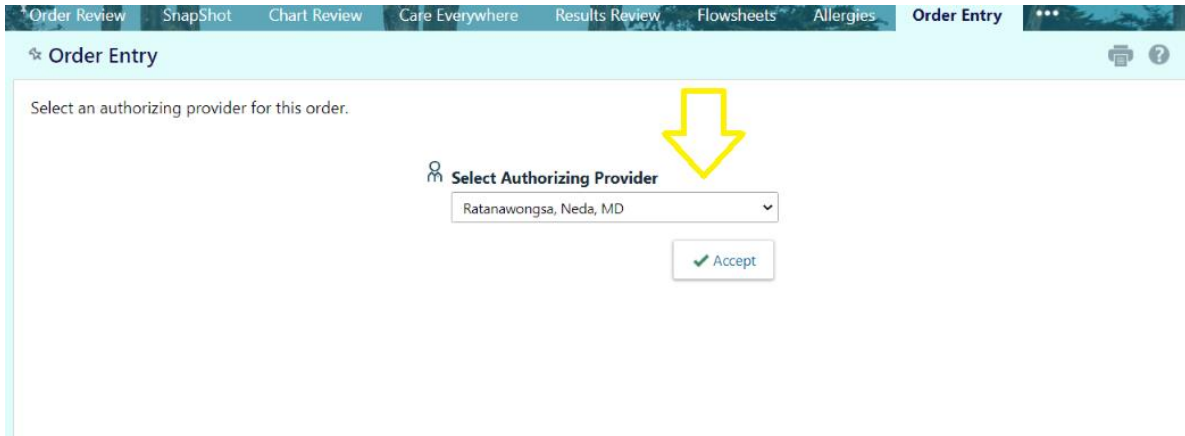 Order Review SnapShot Chart Review Care Everywhere Results Review Flowsheets Allergies Order Entry •••
Order Entry
Select an authorizing provider for this order.
Select Authorizing Provider
Ratanawongsa, Neda, MD
Accept